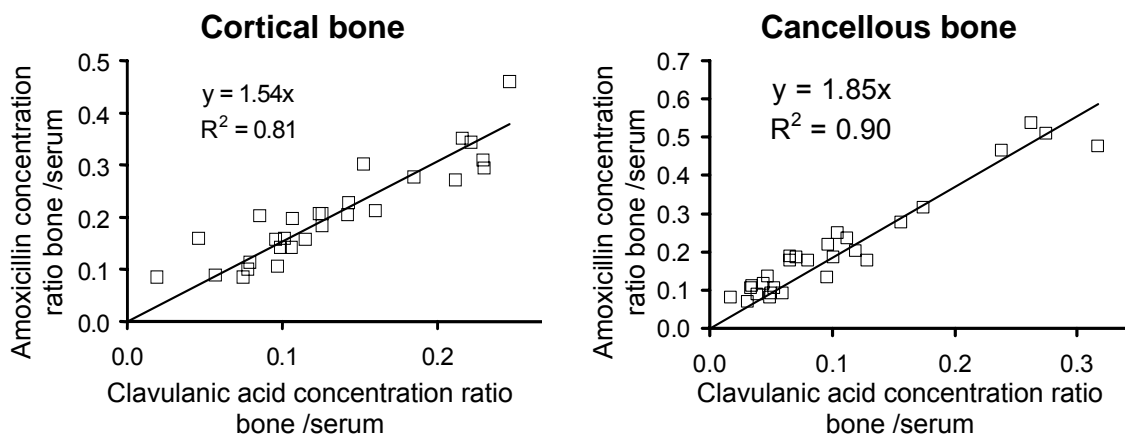 Cortical bone
0.5
0.4
0.3
0.2
0.1
0.0
0.0
0.1
0.2
y = 1.54x
R² = 0.81
Amoxicillin concentration
ratio bone /serum
Clavulanic acid concentration ratio
bone /serum
Cancellous bone
0.7
0.6
0.5
0.4
0.3
0.2
0.1
0.0
0.0
0.1
0.2
0.3
y = 1.85x
R² = 0.90
Amoxicillin concentration
ratio bone /serum
Clavulanic acid concentration ratio
bone /serum